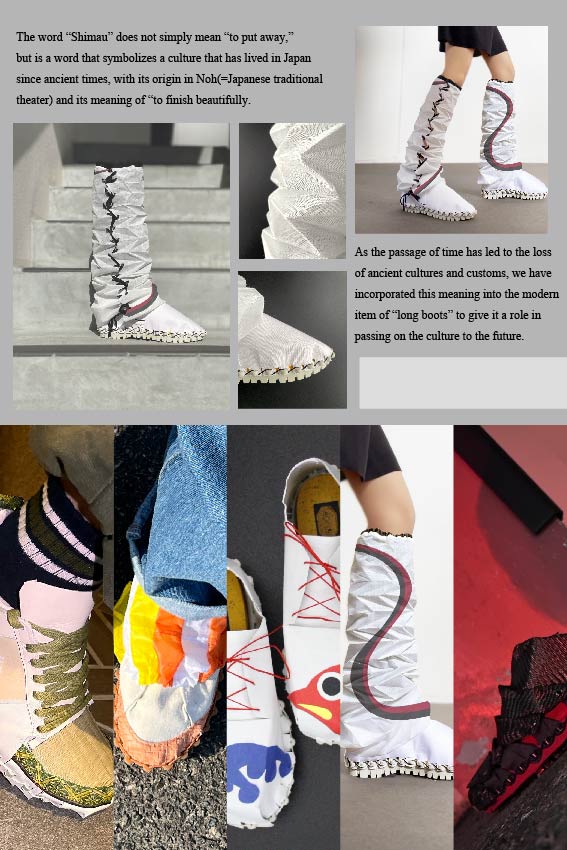 The word “Shimau” does not simply mean “to put away,”
but is a word that symbolizes a culture that has lived in Japan
since ancient times, with its origin in Noh(=Japanese traditional
theater) and its meaning of “to finish beautifully.
As the passage of time has led to the loss
of ancient cultures and customs, we have
incorporated this meaning into the modern
item of “long boots” to give it a role in
passing on the culture to the future.